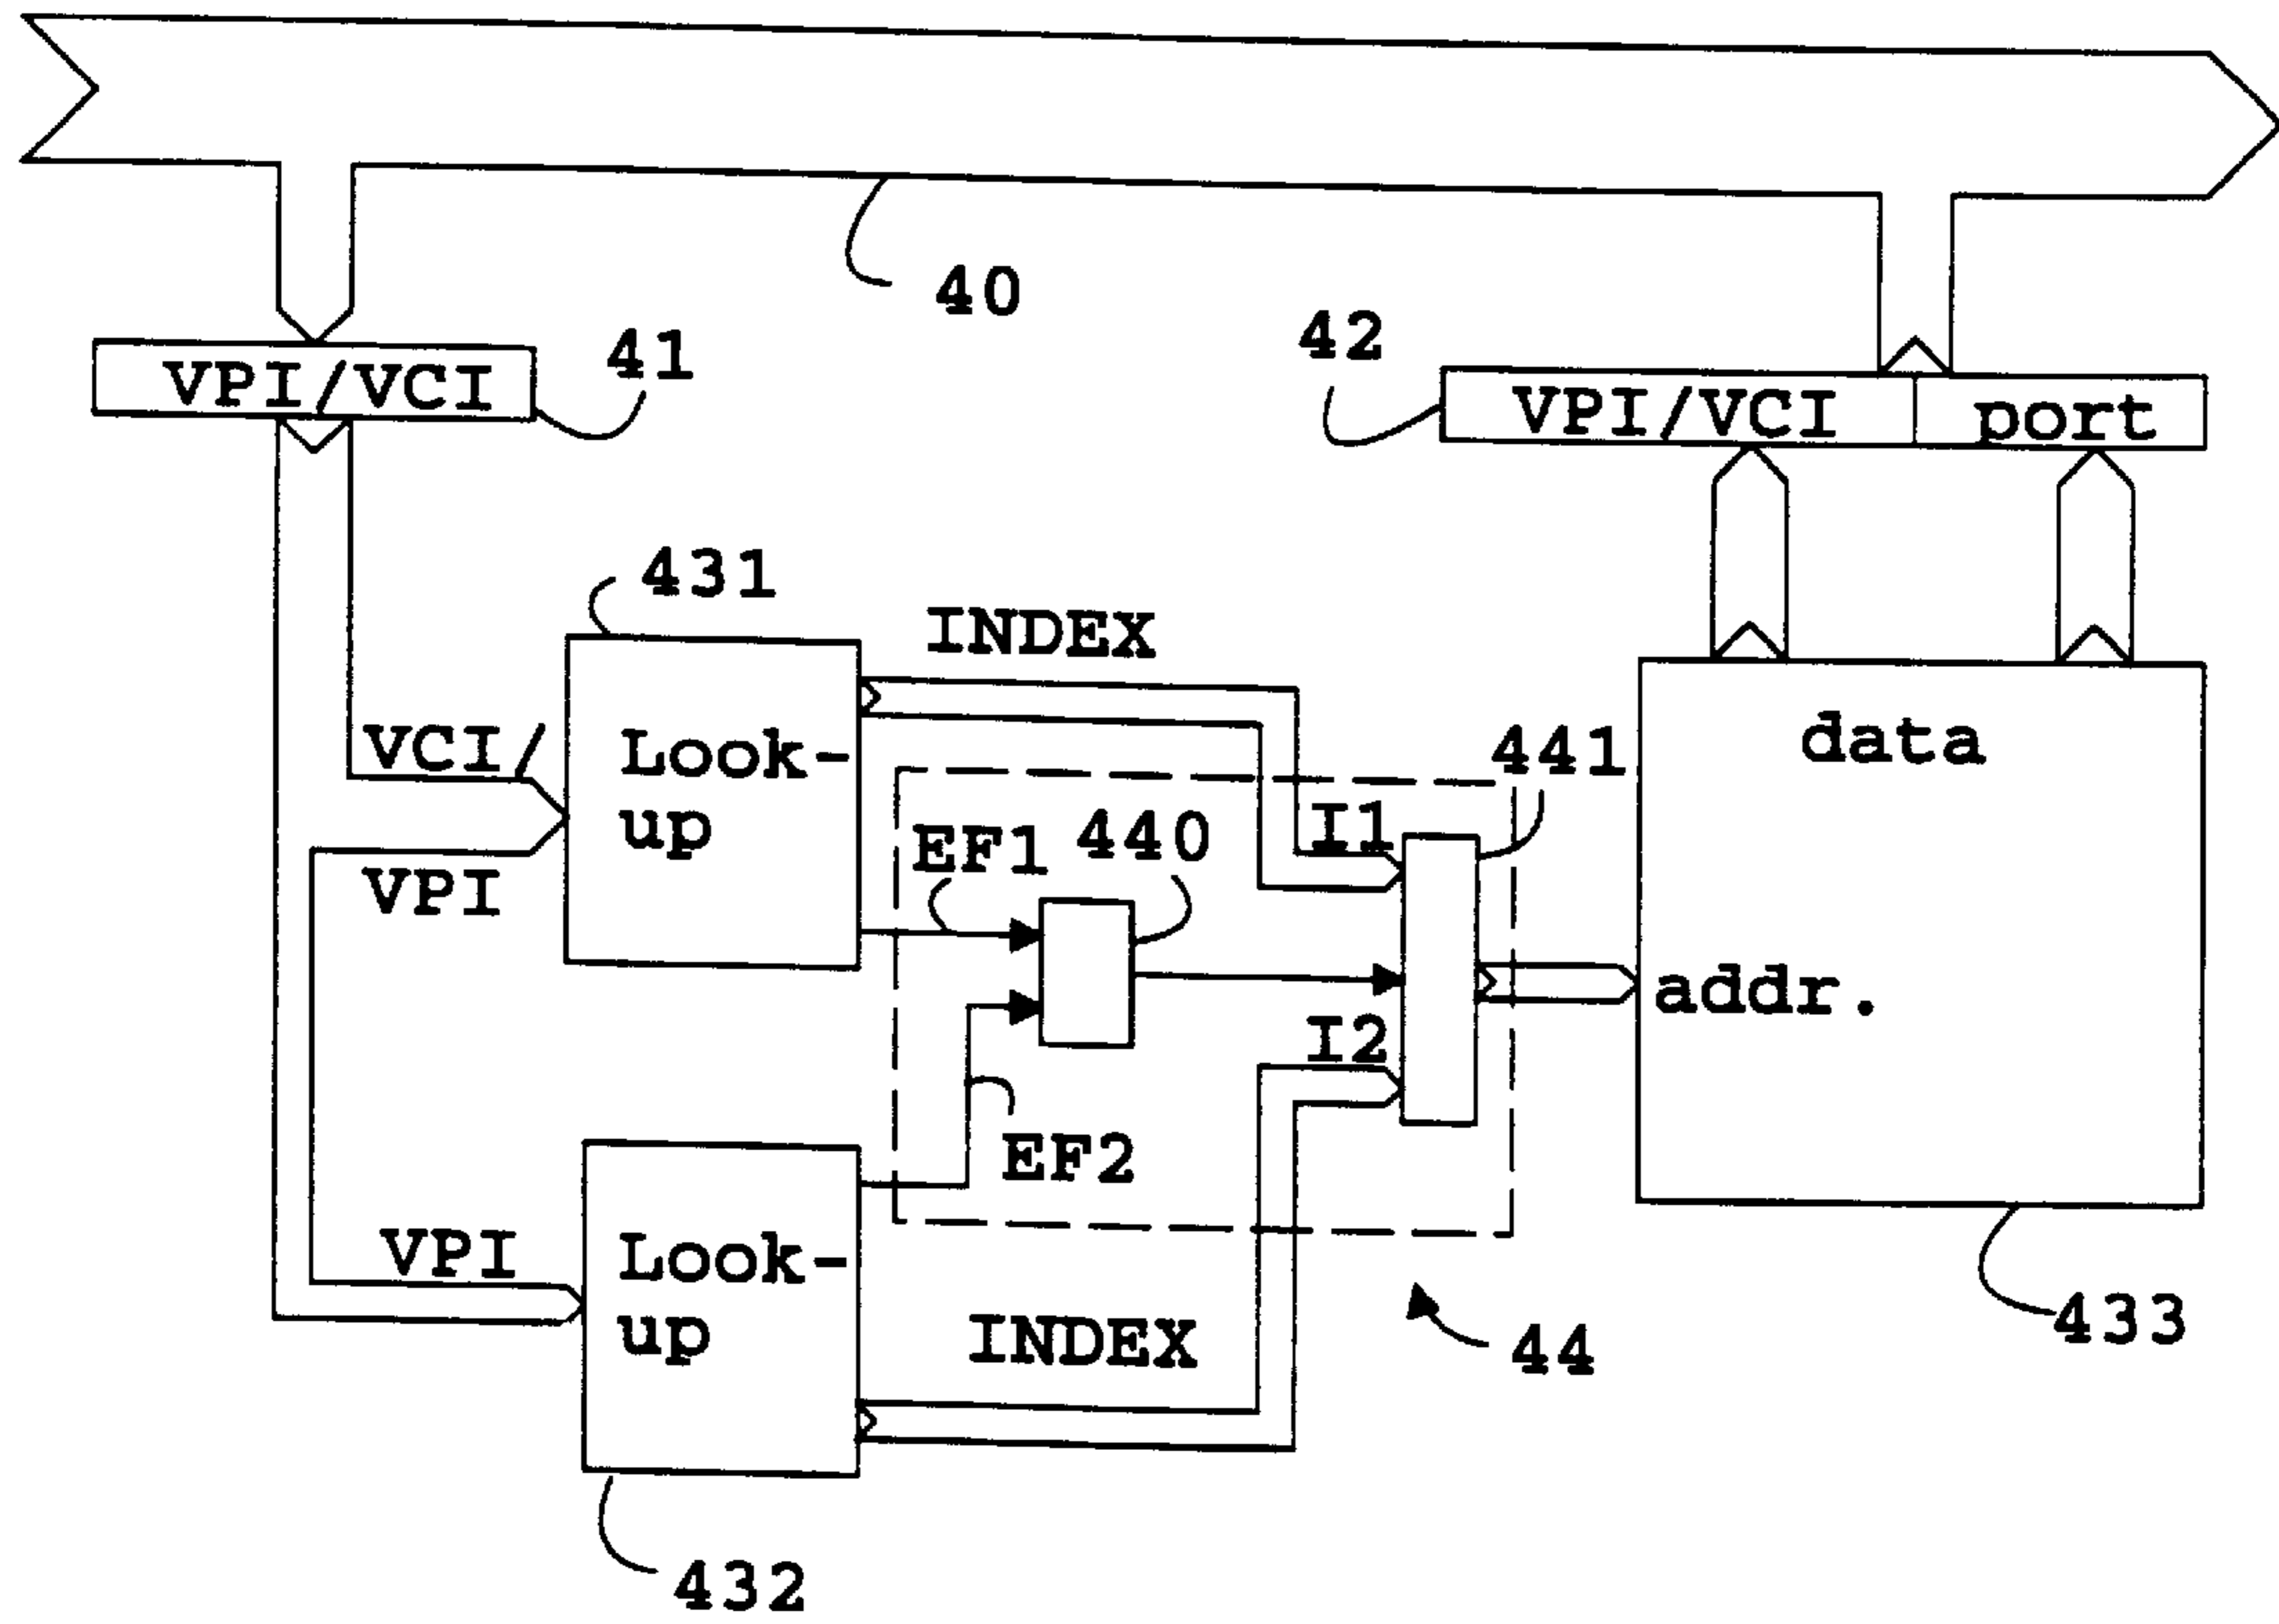 40
41
42
VPI/VCI
VPI/VCI
port
431
INDEX
Look-
up
VCI/
VPI
data
441
I1
440
EF1
addr.
I2
EF2
VPI
Look-
up
INDEX
44
433
432